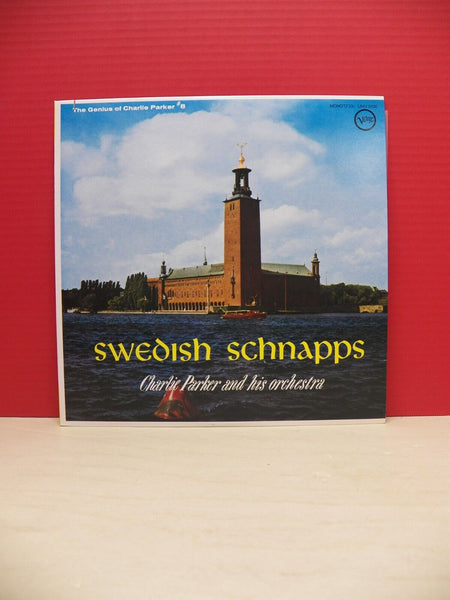 The Genius of Charlie Parker #8
Verve
swedish schnapps
Charlie Parker and his orchestra